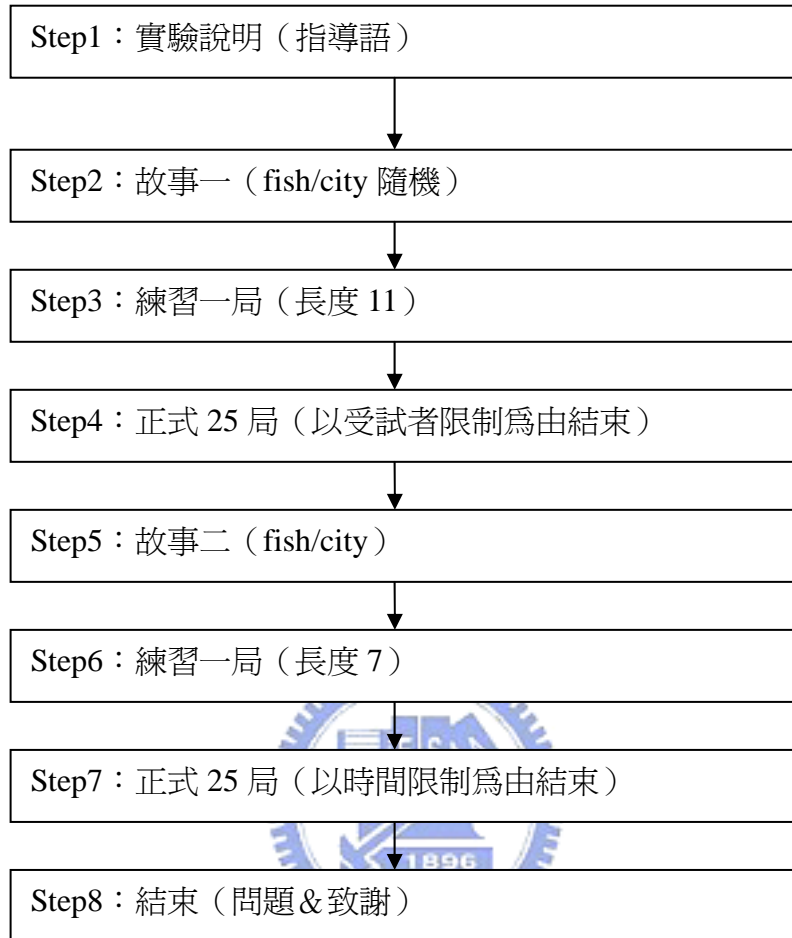 Step1：實驗說明（指導語）
Step2：故事一（fish/city 隨機）
Step3：練習一局（長度 11）
Step4：正式 25 局（以受試者限制為由結束）
Step5：故事二（fish/city）
Step6：練習一局（長度 7）
Step7：正式 25 局（以時間限制為由結束）
1896
Step8：結束（問題＆致謝）